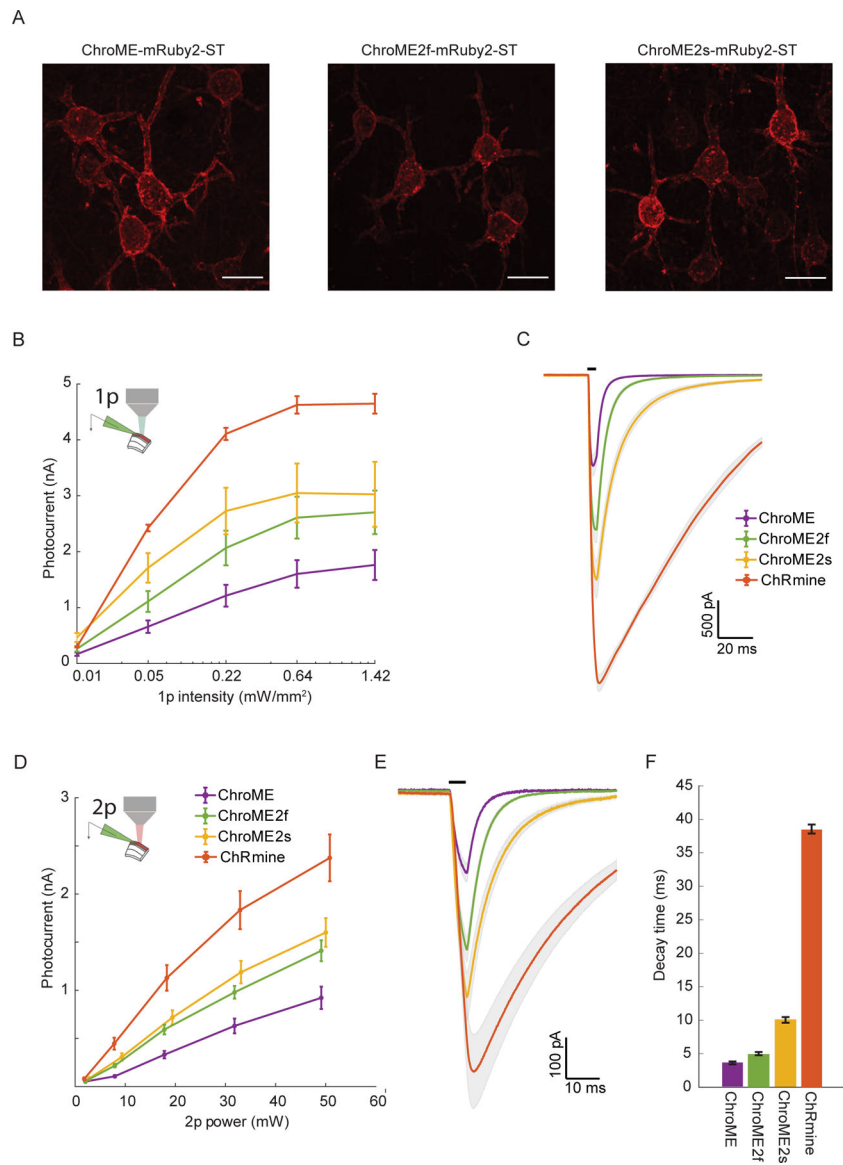 A
ChroME-mRuby2-ST
ChroME2f-mRuby2-ST
ChroME2s-mRuby2-ST
B
1p
5
4
3
2
1
0
Photocurrent (nA)
0.01
0.05
0.22
0.64
1.42
1p intensity (mW/mm²)
C
ChroME
ChroME2f
ChroME2s
ChRmine
500 pA
20 ms
D
2p
ChroME
ChroME2f
ChroME2s
ChRmine
3
2
1
Photocurrent (nA)
0
10
20
30
40
50
60
2p power (mW)
E
100 pA
10 ms
F
45
40
35
30
25
20
15
10
5
0
Decay time (ms)
ChroME
ChroME2f
ChroME2s
ChRmine